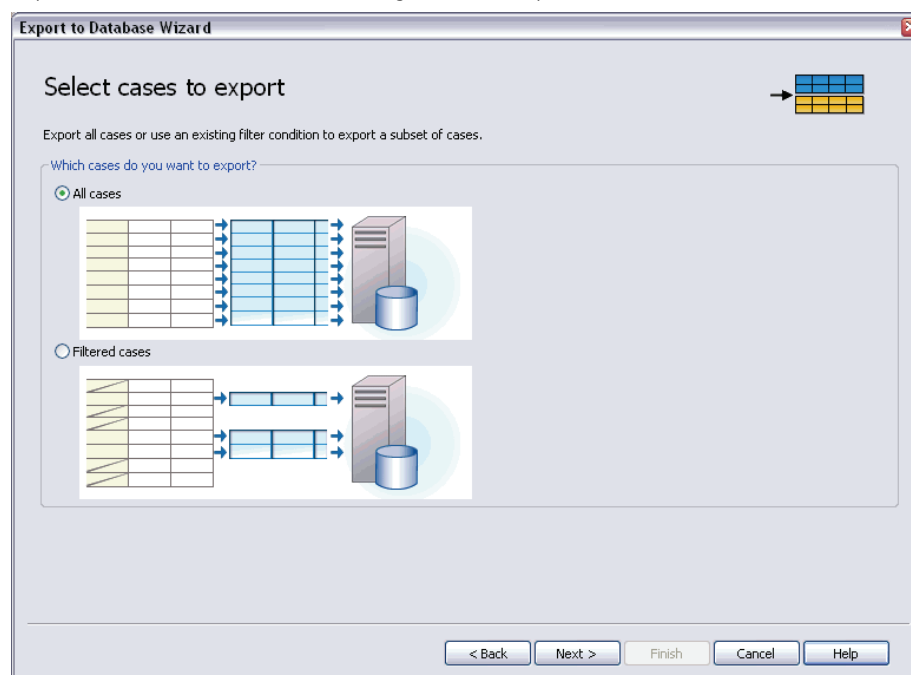 Export to Database Wizard
Select cases to export
Export all cases or use an existing filter condition to export a subset of cases.
Which cases do you want to export?
All cases
Filtered cases
< Back Next > Finish Cancel Help